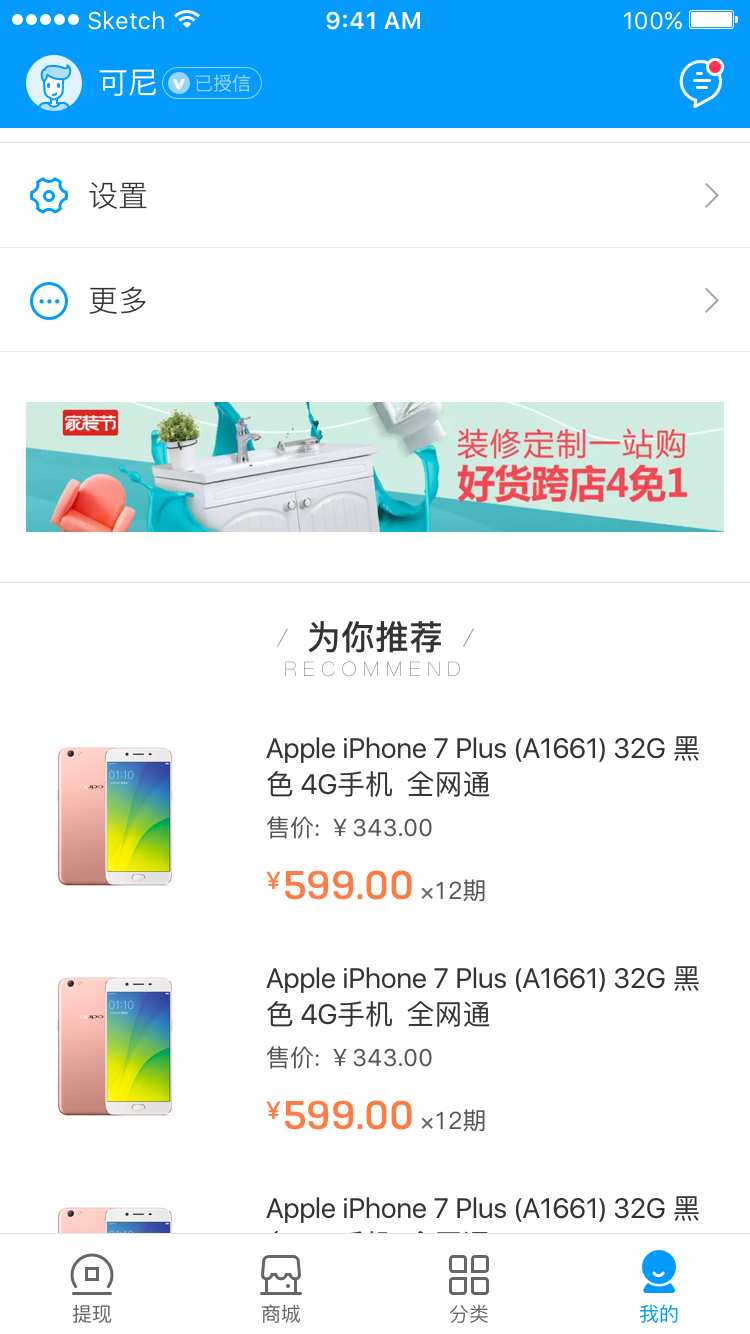 Sketch 9:41 AM 100%
可尼 V 已授信
设置
更多
家装节
装修定制一站购
好货跨店4免1
为你推荐
RECOMMEND
Apple iPhone 7 Plus (A1661) 32G 黑
色 4G手机 全网通
售价: ¥343.00
¥599.00 ×12期
01:10
oppo
Apple iPhone 7 Plus (A1661) 32G 黑
色 4G手机 全网通
售价: ¥343.00
¥599.00 ×12期
01:10
oppo
Apple iPhone 7 Plus (A1661) 32G 黑
提现 商城 分类 我的